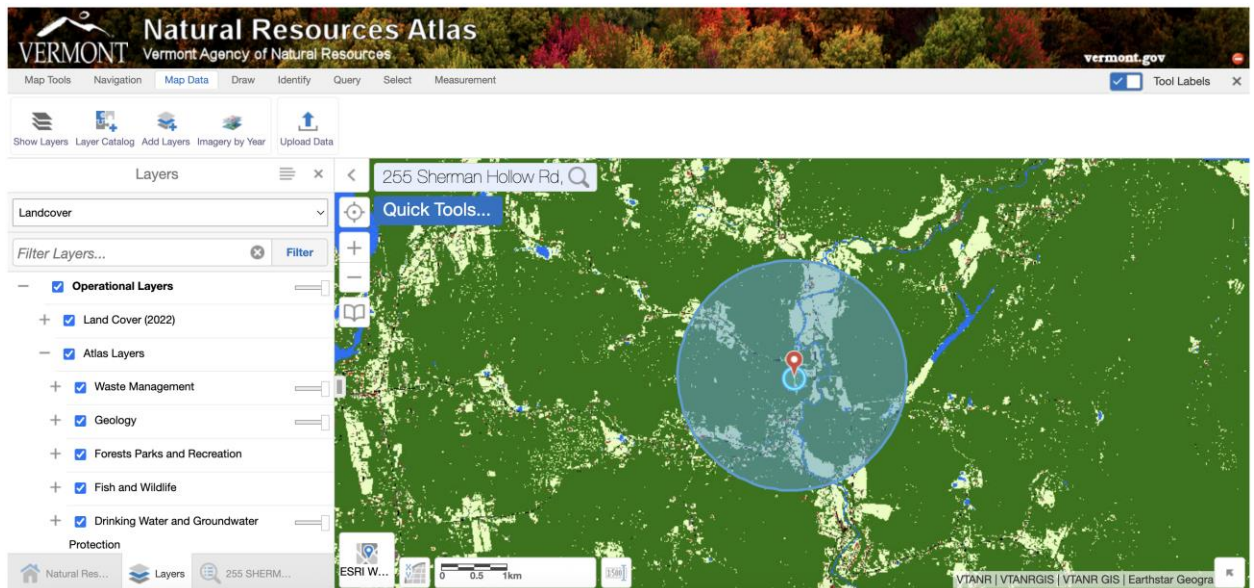 VERMONT
Natural Resources Atlas
Vermont Agency of Natural Resources
vermont.gov
Map Tools Navigation Map Data Draw Identify Query Select Measurement Tool Labels
Show Layers Layer Catalog Add Layers Imagery by Year Upload Data
Layers
255 Sherman Hollow Rd,
Landcover
Quick Tools...
Filter Layers... Filter
Operational Layers
Land Cover (2022)
Atlas Layers
Waste Management
Geology
Forests Parks and Recreation
Fish and Wildlife
Drinking Water and Groundwater
Protection
Natural Res... Layers 255 SHERM...
ESRI W...
0 0.5 1km
VTANR | VTANRGIS | VTANR GIS | Earthstar Geogra